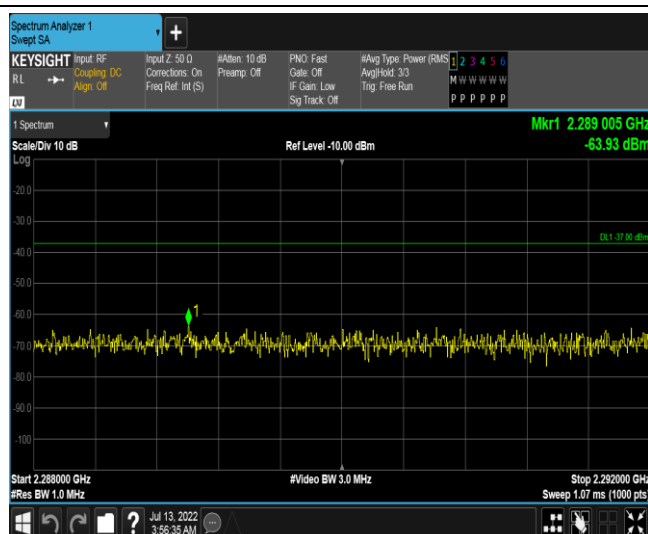 Spectrum Analyzer 1
Swept SA
+
KEYSIGHT
RL
LXI
Input: RF
Coupling: DC
Align: Off
Input Z: 50 Ω
Corrections: On
Freq Ref: Int (S)
#Atten: 10 dB
Preamp: Off
PNO: Fast
Gate: Off
IF Gain: Low
Sig Track: Off
#Avg Type: Power (RMS
Avg|Hold: 3/3
Trig: Free Run
1 2 3 4 5 6
M W W W W W
P P P P P P
1 Spectrum
Scale/Div 10 dB
Ref Level -10.00 dBm
Mkr1 2.289 005 GHz
-63.93 dBm
Log
-20.0
-30.0
DL1 -37.00 dBm
-40.0
-50.0
-60.0
1
-70.0
-80.0
-90.0
-100
Start 2.288000 GHz
#Video BW 3.0 MHz
Stop 2.292000 GHz
#Res BW 1.0 MHz
Sweep 1.07 ms (1000 pts)
?
Jul 13, 2022
3:56:35 AM